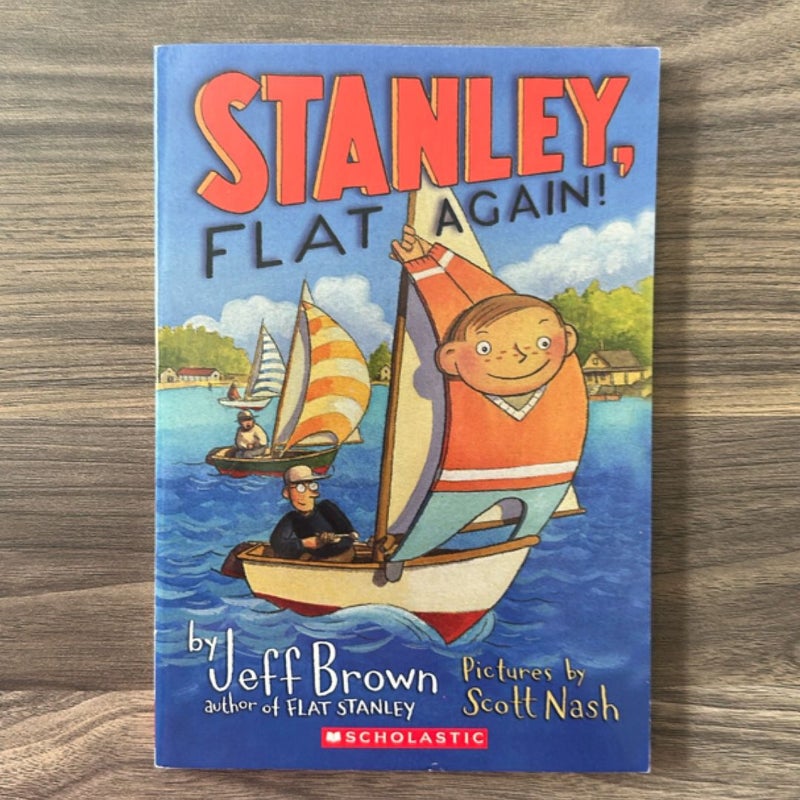 STANLEY,
FLAT AGAIN!
by Jeff Brown
author of FLAT STANLEY
Pictures by
Scott Nash
SCHOLASTIC